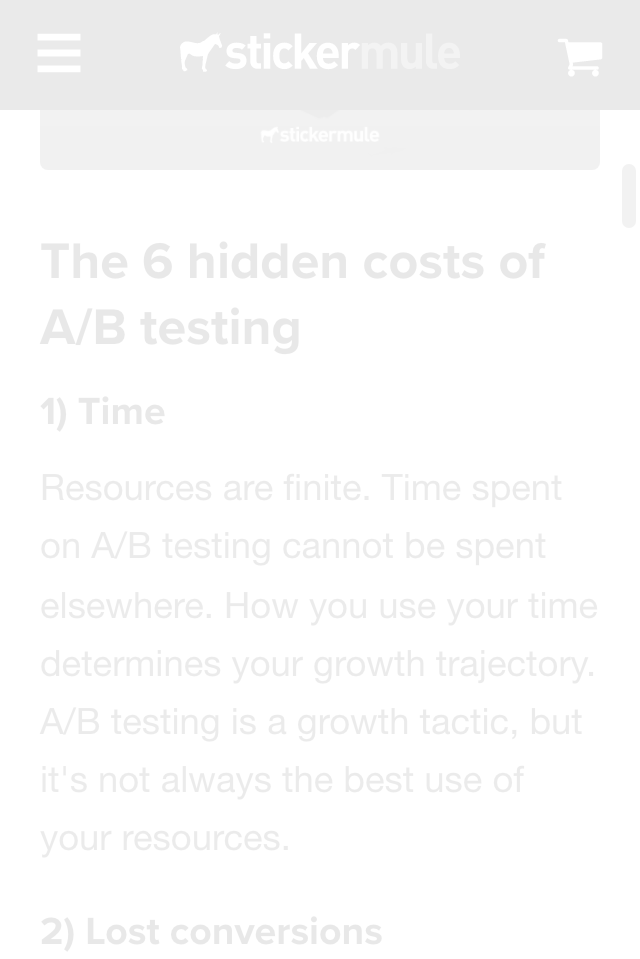 stickermule
stickermule
The 6 hidden costs of
A/B testing
1) Time
Resources are finite. Time spent
on A/B testing cannot be spent
elsewhere. How you use your time
determines your growth trajectory.
A/B testing is a growth tactic, but
it's not always the best use of
your resources.
2) Lost conversions